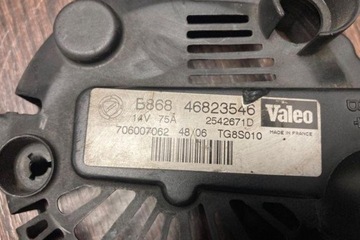 B868 46823546
14V 75A 2542671D
706007062 48/06 TG8S010
Valeo
MADE IN FRANCE